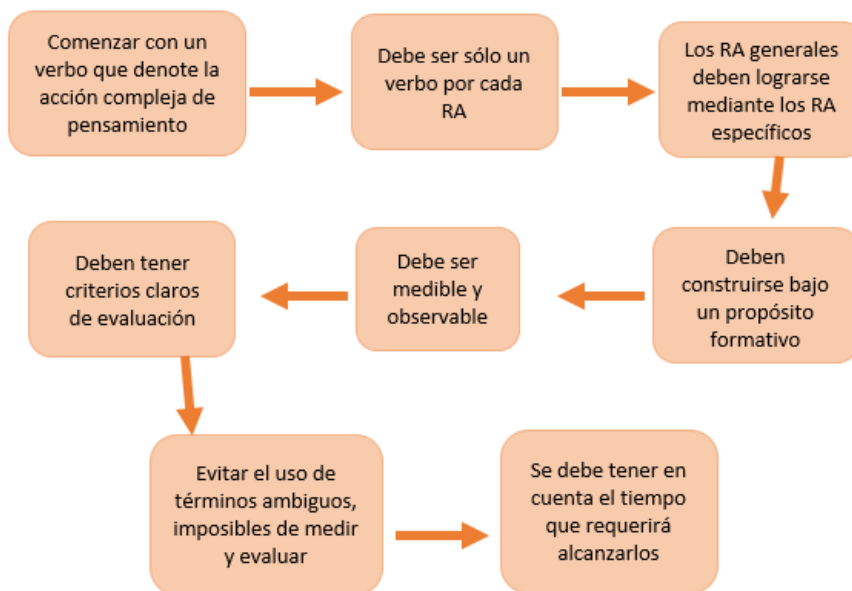 Comenzar con un
verbo que denote la
acción compleja de
pensamiento
Debe ser sólo un
verbo por cada
RA
Los RA generales
deben lograrse
mediante los RA
específicos
Deben
construirse bajo
un propósito
formativo
Debe ser
medible y
observable
Deben tener
criterios claros
de evaluación
Evitar el uso de
términos ambiguos,
imposibles de medir
y evaluar
Se debe tener en
cuenta el tiempo
que requerirá
alcanzarlos